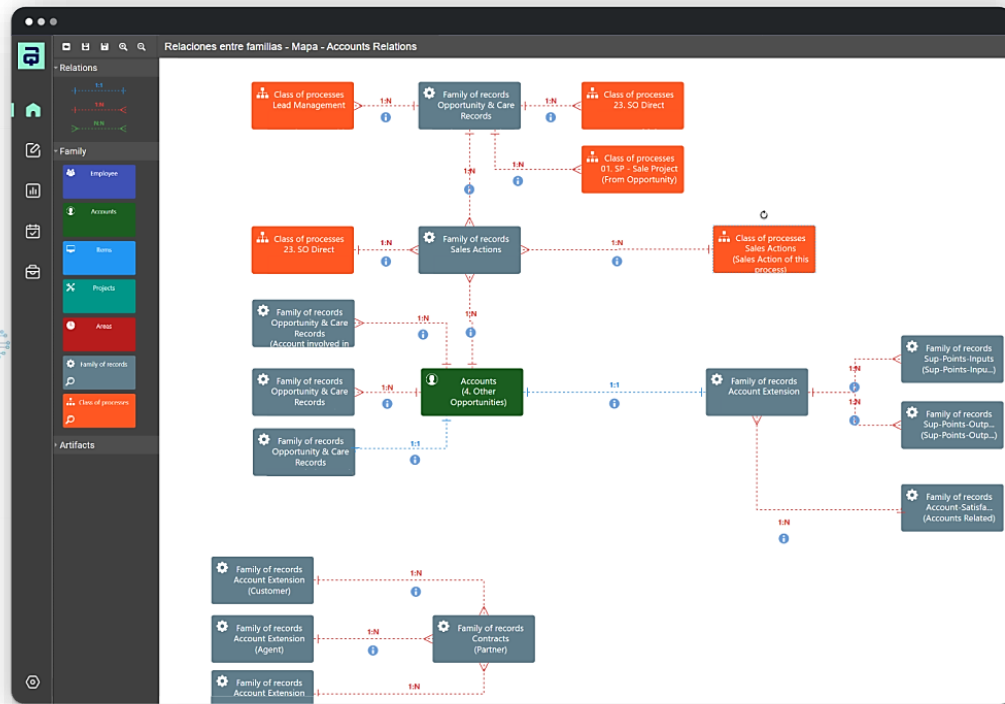 Relaciones entre familias - Mapa - Accounts Relations
Relations
1:1
1:N
N:N
Family
Employee
Accounts
Items
Projects
Areas
Family of records
Class of processes
Artifacts
Class of processes
Lead Management
1:N
Family of records
Opportunity & Care
Records
1:N
Class of processes
23. SO Direct
1:N
1:N
Class of processes
01. SP - Sale Project
(From Opportunity)
Class of processes
23. SO Direct
1:N
Family of records
Sales Actions
1:N
Class of processes
Sales Actions
(Sales Action of this
process)
Family of records
Opportunity & Care
Records
(Account involved in
1:N
1:N
Family of records
Opportunity & Care
Records
1:N
Accounts
(4. Other
Opportunities)
1:1
Family of records
Account Extension
1:N
1:N
Family of records
Sup-Points-Inputs
(Sup-Points-Inpu...)
Family of records
Sup-Points-Outp...
(Sup-Points-Outp...)
Family of records
Opportunity & Care
Records
1:1
Family of records
Account-Satisfa...
(Accounts Related)
1:N
Family of records
Account Extension
(Customer)
1:N
Family of records
Account Extension
(Agent)
1:N
Family of records
Contracts
(Partner)
Family of records
Account Extension
1:N